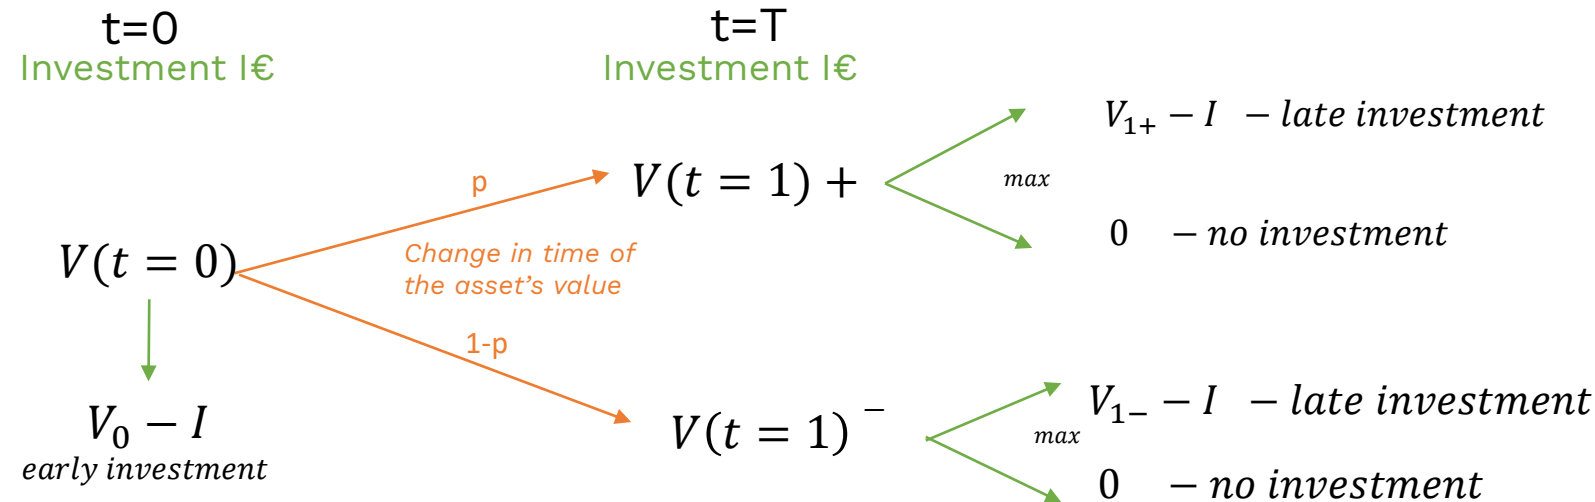 t=0
Investment I€
t=T
Investment I€
V₁₊ − I − late investment
p
V(t = 1) +
max
0 − no investment
Change in time of
the asset's value
V(t = 0)
1-p
V₀ − I
early investment
V(t = 1) ⁻
V₁₋ − I − late investment
max
0 − no investment